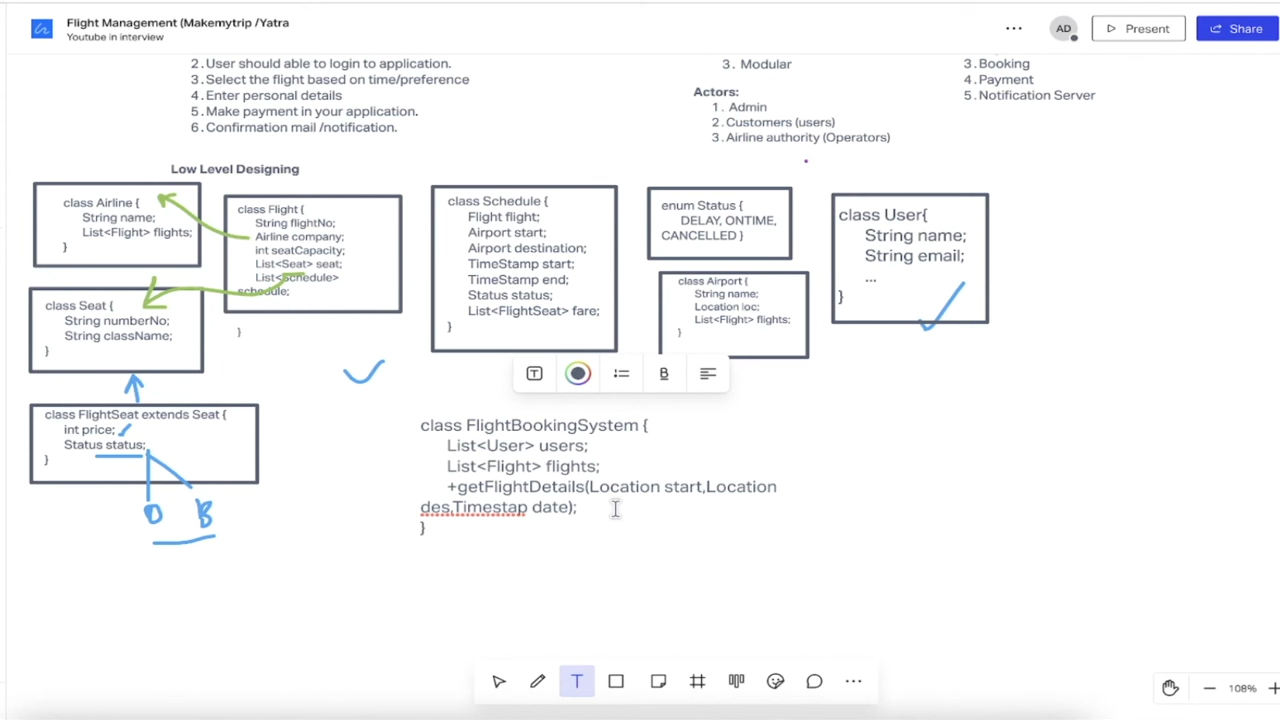 Flight Management (Makemytrip /Yatra
Youtube in interview
AD
Present
Share
2. User should able to login to application.
3. Select the flight based on time/preference
4. Enter personal details
5. Make payment in your application.
6. Confirmation mail /notification.
3. Modular
Actors:
1. Admin
2. Customers (users)
3. Airline authority (Operators)
3. Booking
4. Payment
5. Notification Server
Low Level Designing
class Airline {
String name;
List<Flight> flights;
}
class Flight {
String flightNo;
Airline company;
int seatCapacity;
List<Seat> seat;
List<Schedule>
schedule;
}
class Schedule {
Flight flight;
Airport start;
Airport destination;
TimeStamp start;
TimeStamp end;
Status status;
List<FlightSeat> fare;
}
enum Status {
DELAY, ONTIME,
CANCELLED }
class Airport {
String name;
Location loc;
List<Flight> flights;
}
class User{
String name;
String email;
...
}
class Seat {
String numberNo;
String className;
}
class FlightSeat extends Seat {
int price;
Status status;
}
O B
class FlightBookingSystem {
List<User> users;
List<Flight> flights;
+getFlightDetails(Location start,Location
des,Timestap date);
}
108%